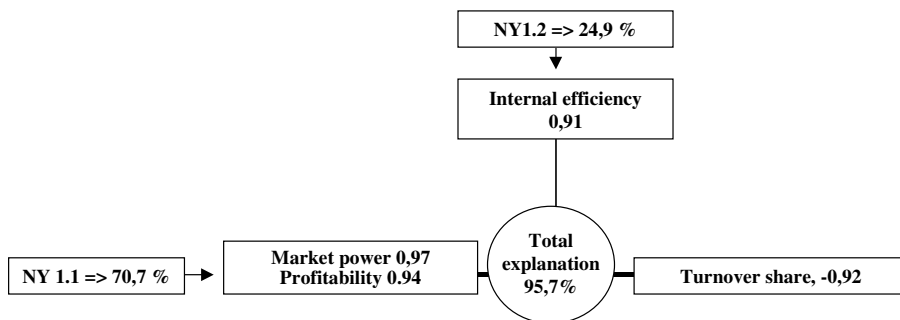 NY1.2 => 24,9 %
Internal efficiency
0,91
Total
explanation
95,7%
Market power 0,97
Profitability 0.94
NY 1.1 => 70,7 %
Turnover share, -0,92